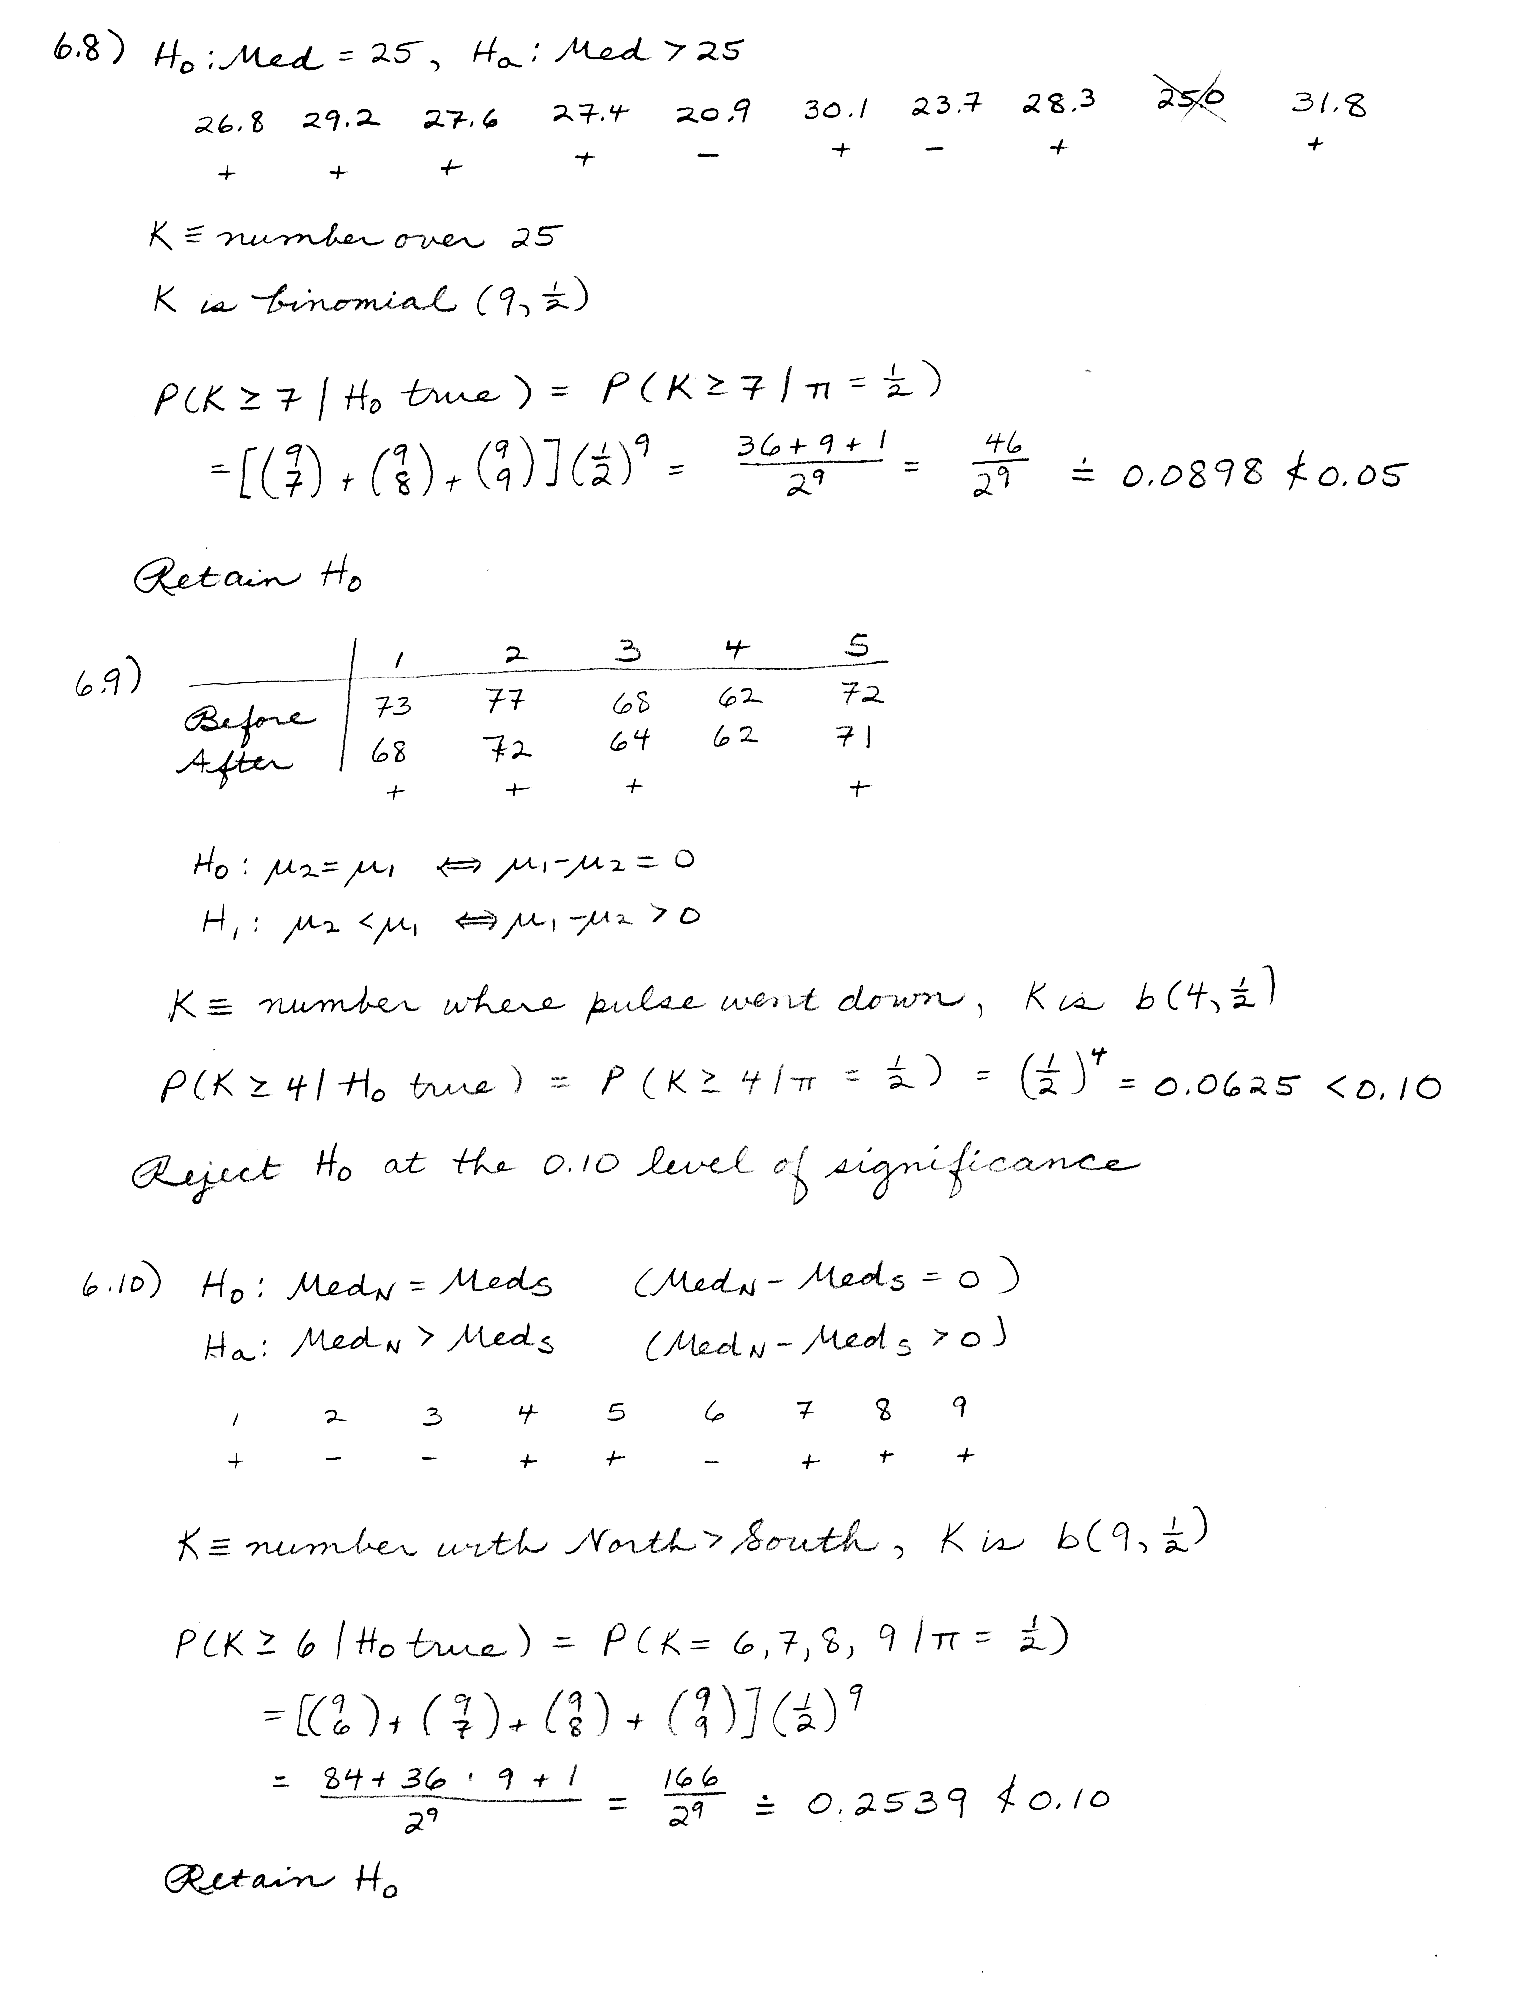 6.8) H₀: Med = 25, Hₐ: Med > 25
26.8 29.2 27.6 27.4 20.9 30.1 23.7 28.3 25.0 31.8
+ + + + − + − + +
K ≡ number over 25
K is binomial (9, 1/2)
P(K ≥ 7 | H₀ true) = P(K ≥ 7 | π = 1/2)
= [(9 7) + (9 8) + (9 9)](1/2)⁹ = (36 + 9 + 1)/2⁹ = 46/2⁹ ≐ 0.0898 ≮ 0.05
Retain H₀
6.9) 1 2 3 4 5
Before 73 77 68 62 72
After 68 72 64 62 71
+ + + +
H₀: μ₂ = μ₁ ⟺ μ₁ - μ₂ = 0
H₁: μ₂ < μ₁ ⟺ μ₁ - μ₂ > 0
K ≡ number where pulse went down, K is b(4, 1/2)
P(K ≥ 4 | H₀ true) = P(K ≥ 4 | π = 1/2) = (1/2)⁴ = 0.0625 < 0.10
Reject H₀ at the 0.10 level of significance
6.10) H₀: Med_N = Med_S (Med_N - Med_S = 0)
Hₐ: Med_N > Med_S (Med_N - Med_S > 0)
1 2 3 4 5 6 7 8 9
+ − − + + − + + +
K ≡ number with North > South, K is b(9, 1/2)
P(K ≥ 6 | H₀ true) = P(K = 6, 7, 8, 9 | π = 1/2)
= [(9 6) + (9 7) + (9 8) + (9 9)](1/2)⁹
= (84 + 36 · 9 + 1)/2⁹ = 166/2⁹ ≐ 0.2539 ≮ 0.10
Retain H₀